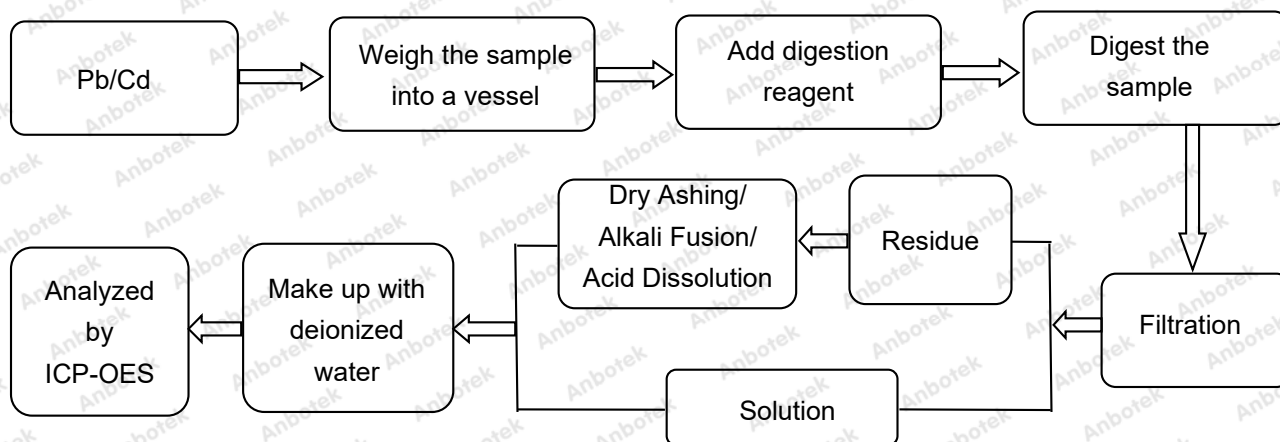 Pb/Cd
Weigh the sample
into a vessel
Add digestion
reagent
Digest the
sample
Filtration
Residue
Dry Ashing/
Alkali Fusion/
Acid Dissolution
Solution
Make up with
deionized
water
Analyzed
by
ICP-OES
Anbotek